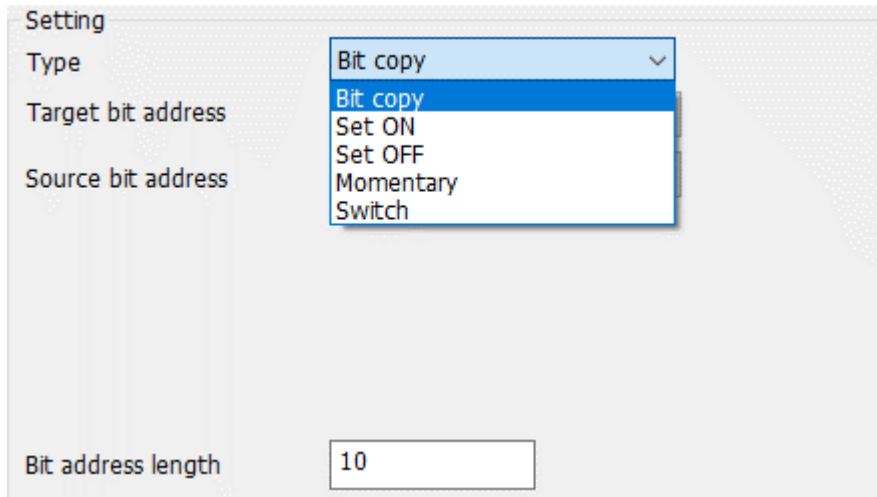 Setting
Type
Bit copy
Bit copy
Set ON
Set OFF
Momentary
Switch
Target bit address
Source bit address
Bit address length
10